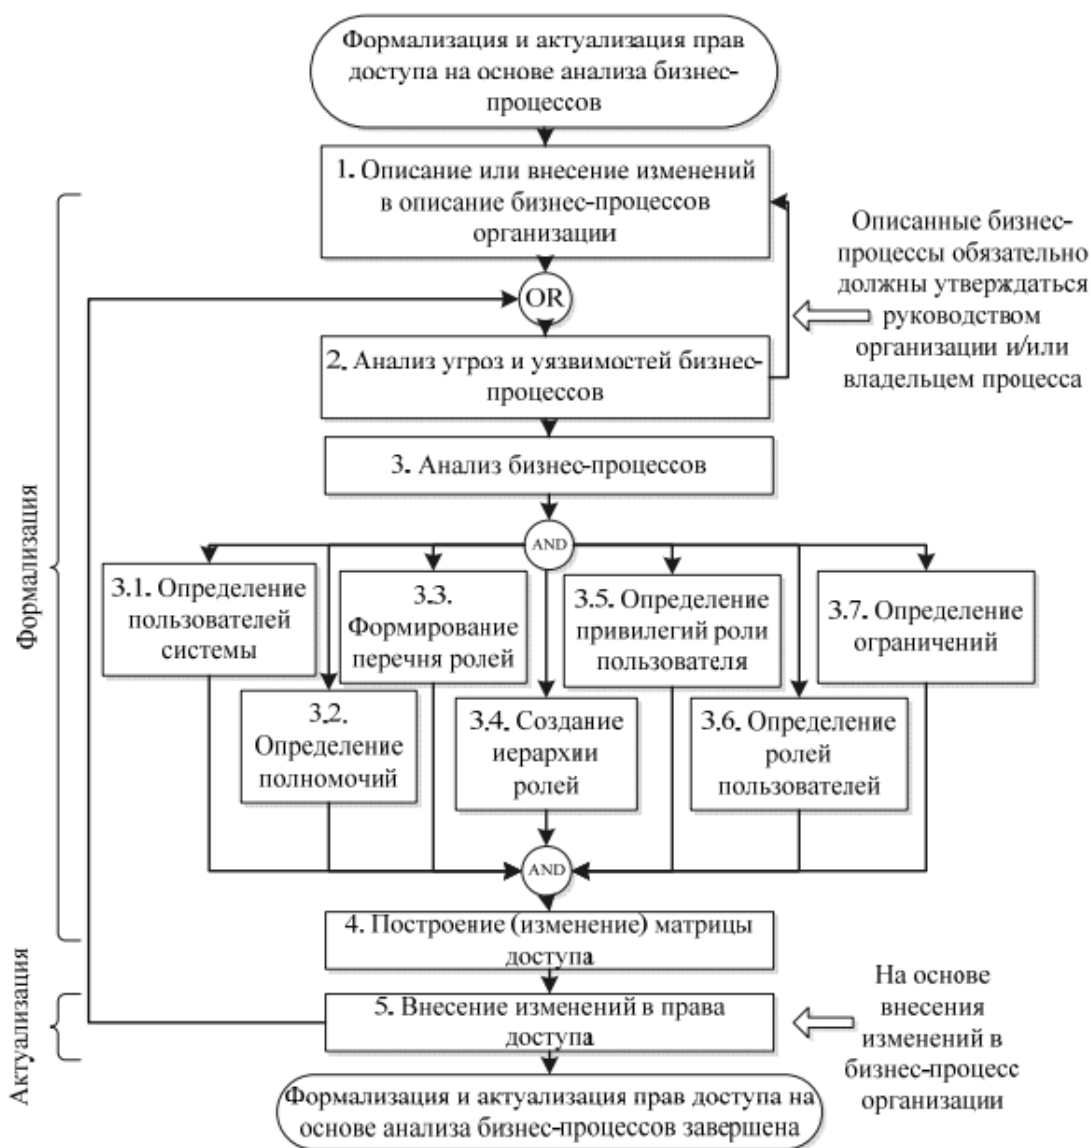 Формализация и актуализация прав
доступа на основе анализа бизнес-
процессов
1. Описание или внесение изменений
в описание бизнес-процессов
организации
Описанные бизнес-
процессы обязательно
должны утверждаться
руководством
организации и/или
владельцем процесса
OR
2. Анализ угроз и уязвимостей бизнес-
процессов
3. Анализ бизнес-процессов
Формализация
AND
3.1. Определение
пользователей
системы
3.2.
Определение
полномочий
3.3.
Формирование
перечня ролей
3.4. Создание
иерархии
ролей
3.5. Определение
привилегий роли
пользователя
3.6. Определение
ролей
пользователей
3.7. Определение
ограничений
AND
4. Построение (изменение) матрицы
доступа
Актуализация
5. Внесение изменений в права
доступа
На основе
внесения
изменений в
бизнес-процесс
организации
Формализация и актуализация прав доступа на
основе анализа бизнес-процессов завершена